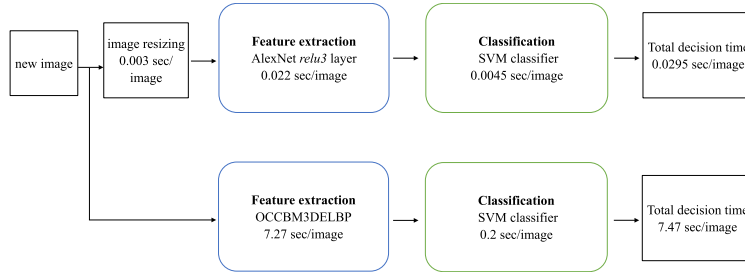 new image
image resizing
0.003 sec/
image
Feature extraction
AlexNet relu3 layer
0.022 sec/image
Classification
SVM classifier
0.0045 sec/image
Total decision time
0.0295 sec/image
Feature extraction
OCCBM3DELBP
7.27 sec/image
Classification
SVM classifier
0.2 sec/image
Total decision time
7.47 sec/image